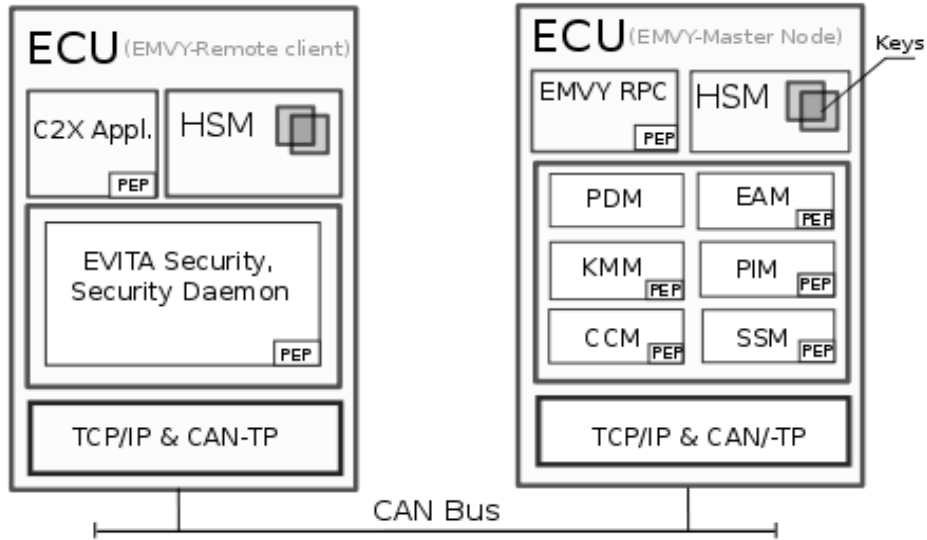 ECU (EMVY-Remote client)
C2X Appl.
PEP
HSM
EVITA Security,
Security Daemon
PEP
TCP/IP & CAN-TP
ECU (EMVY-Master Node)
Keys
EMVY RPC
PEP
HSM
PDM
EAM
PEP
KMM
PEP
PIM
PEP
CCM
PEP
SSM
PEP
TCP/IP & CAN/-TP
CAN Bus